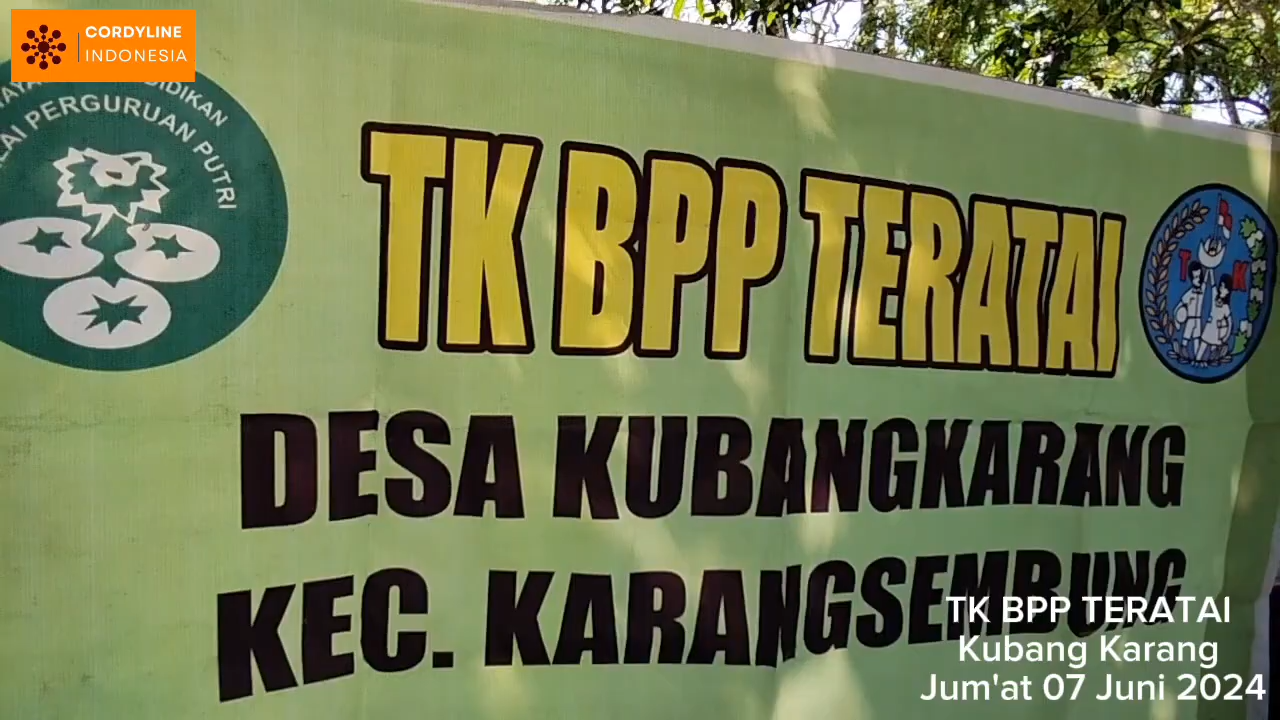 CORDYLINE
INDONESIA
PERGURUAN PUTRI
TK BPP TERATAI
T K
DESA KUBANGKARANG
KEC. KARANGSEMBUNG
TK BPP TERATAI
Kubang Karang
Jum'at 07 Juni 2024